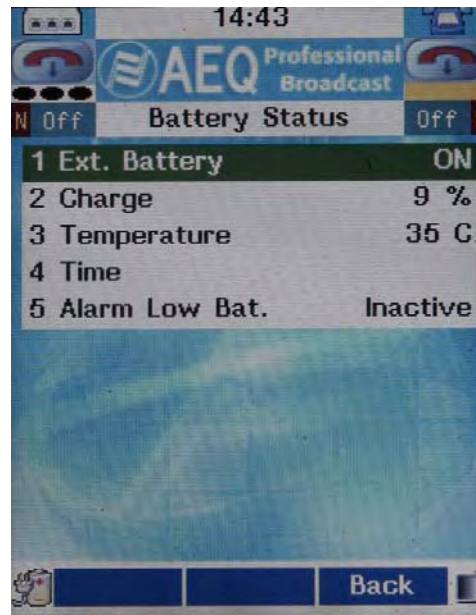 14:43
AEQ Professional Broadcast
N Off Battery Status Off
1 Ext. Battery ON
2 Charge 9 %
3 Temperature 35 C
4 Time
5 Alarm Low Bat. Inactive
Back